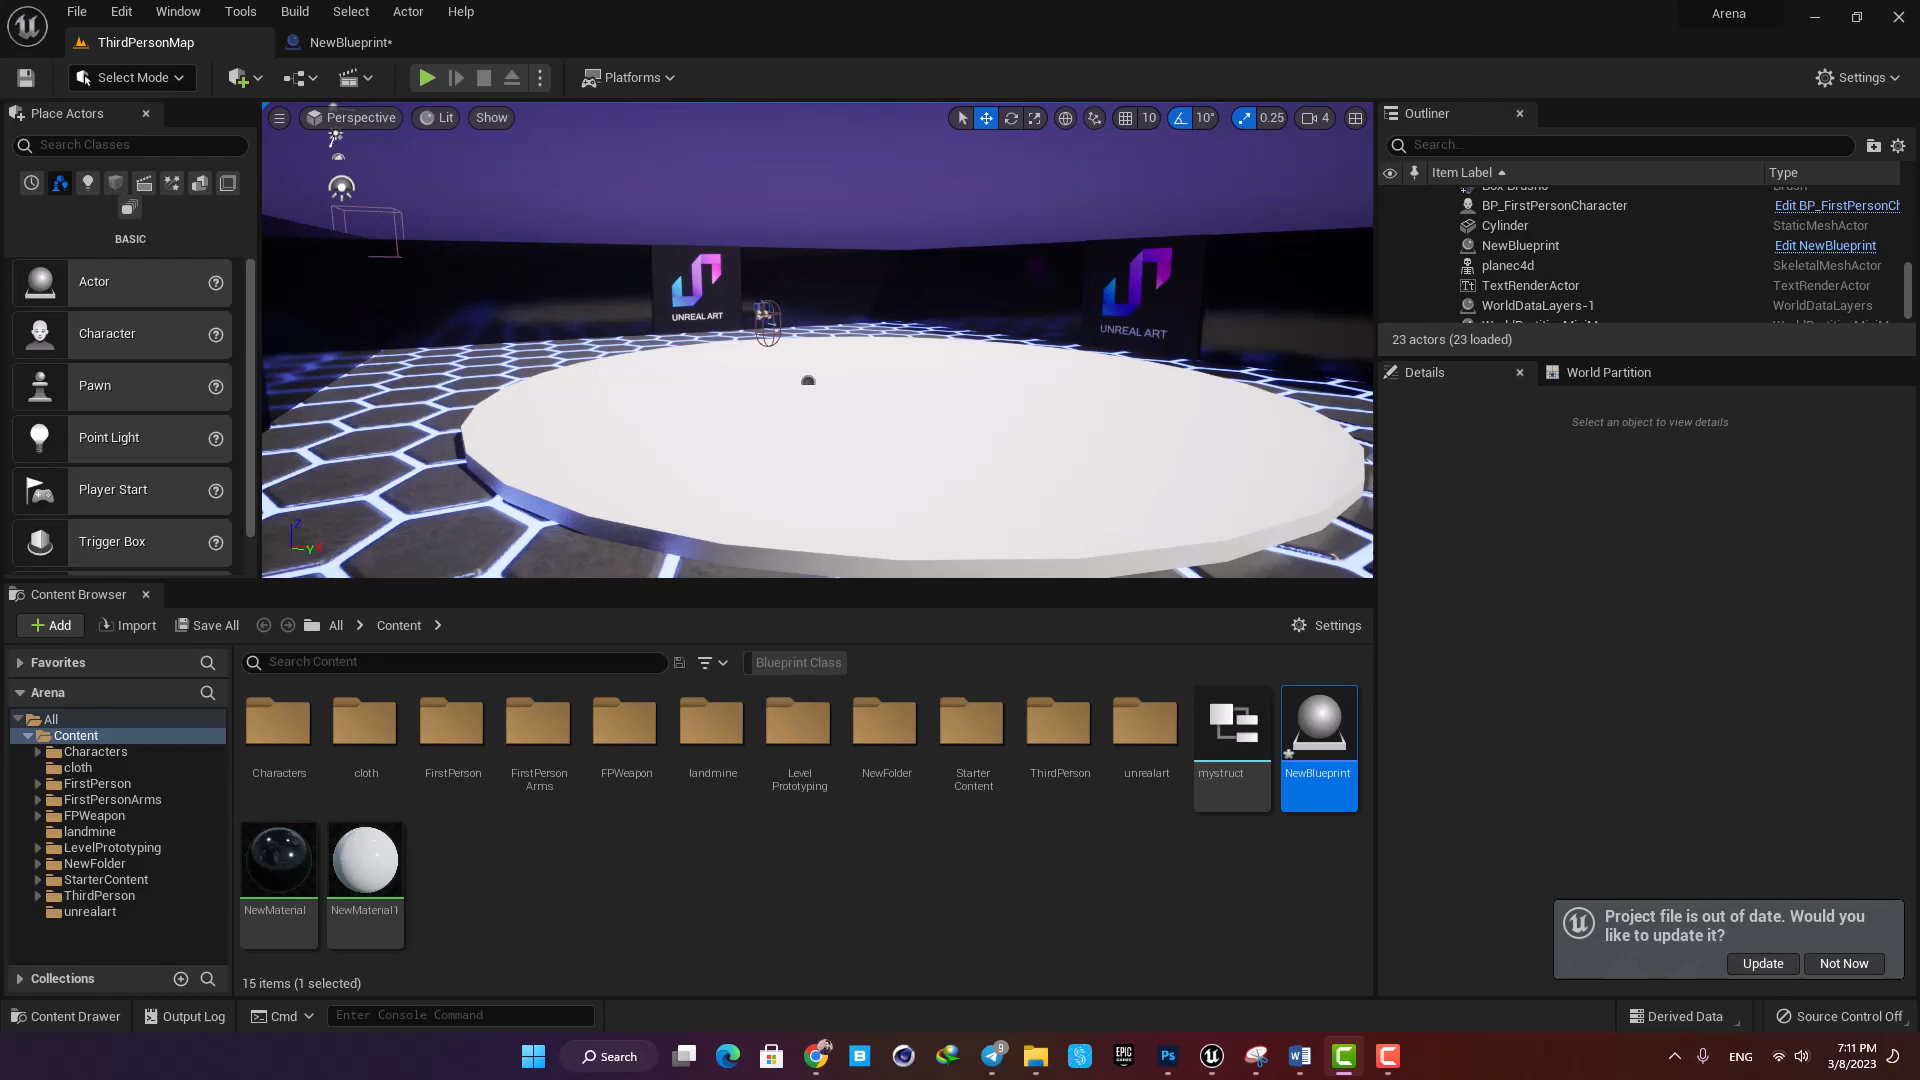 File Edit Window Tools Build Select Actor Help
Arena
ThirdPersonMap
NewBlueprint*
Select Mode
Platforms
Settings
Place Actors
Search Classes
BASIC
Actor
Character
Pawn
Point Light
Player Start
Trigger Box
Perspective
Lit
Show
10
10°
0.25
4
UNREAL ART
UNREAL ART
Z
Y
Outliner
Search...
Item Label
Type
BP_FirstPersonCharacter
Edit BP_FirstPersonCh
Cylinder
StaticMeshActor
NewBlueprint
Edit NewBlueprint
planec4d
SkeletalMeshActor
TextRenderActor
TextRenderActor
WorldDataLayers-1
WorldDataLayers
23 actors (23 loaded)
Details
World Partition
Select an object to view details.
Content Browser
Add
Import
Save All
All
Content
Settings
Favorites
Arena
All
Content
Characters
cloth
FirstPerson
FirstPersonArms
FPWeapon
landmine
LevelPrototyping
NewFolder
StarterContent
ThirdPerson
unrealart
Collections
Search Content
Blueprint Class
Characters
cloth
FirstPerson
FirstPerson
Arms
FPWeapon
landmine
Level
Prototyping
NewFolder
Starter
Content
ThirdPerson
unrealart
mystruct
NewBlueprint
NewMaterial
NewMaterial1
15 items (1 selected)
Project file is out of date. Would you
like to update it?
Update
Not Now
Content Drawer
Output Log
Cmd
Enter Console Command
Derived Data
Source Control Off
Search
9
EPIC
GAMES
Ps
ENG
7:11 PM
3/8/2023